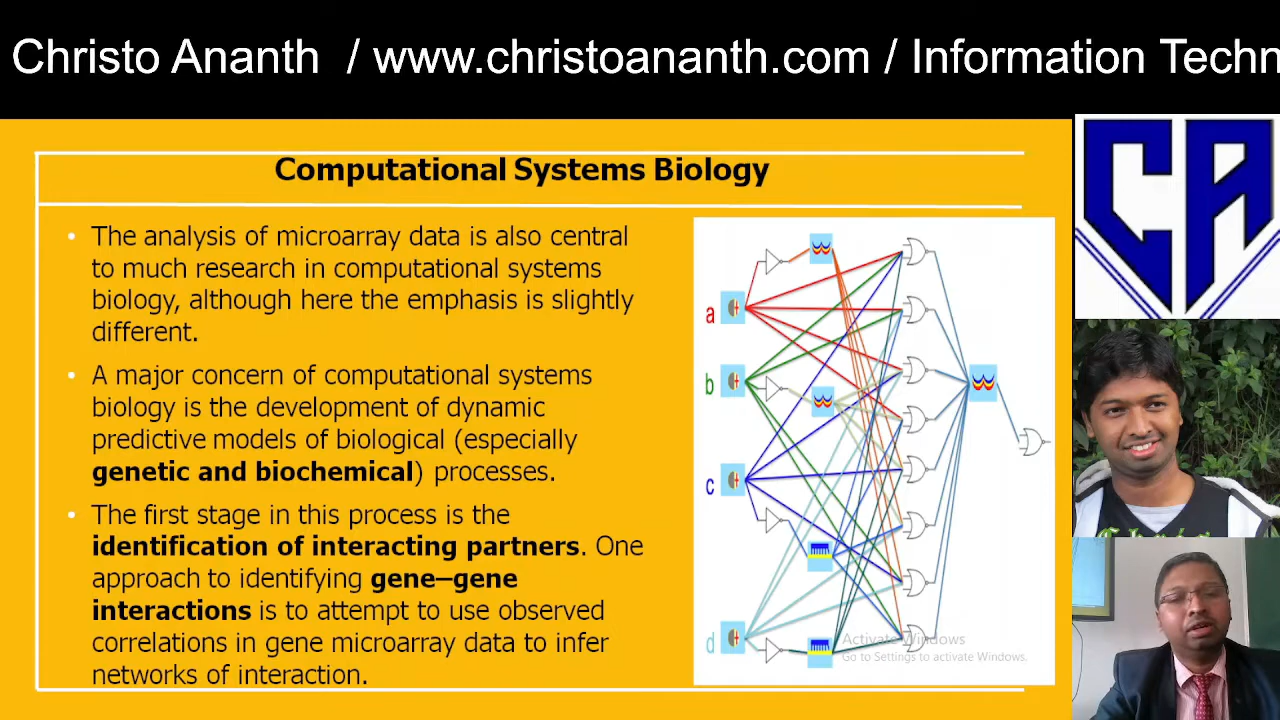 Christo Ananth / www.christoananth.com / Information Techn
Computational Systems Biology
• The analysis of microarray data is also central
to much research in computational systems
biology, although here the emphasis is slightly
different.
• A major concern of computational systems
biology is the development of dynamic
predictive models of biological (especially
genetic and biochemical) processes.
• The first stage in this process is the
identification of interacting partners. One
approach to identifying gene–gene
interactions is to attempt to use observed
correlations in gene microarray data to infer
networks of interaction.
a
b
c
d
Activate Windows
Go to Settings to activate Windows.
CA